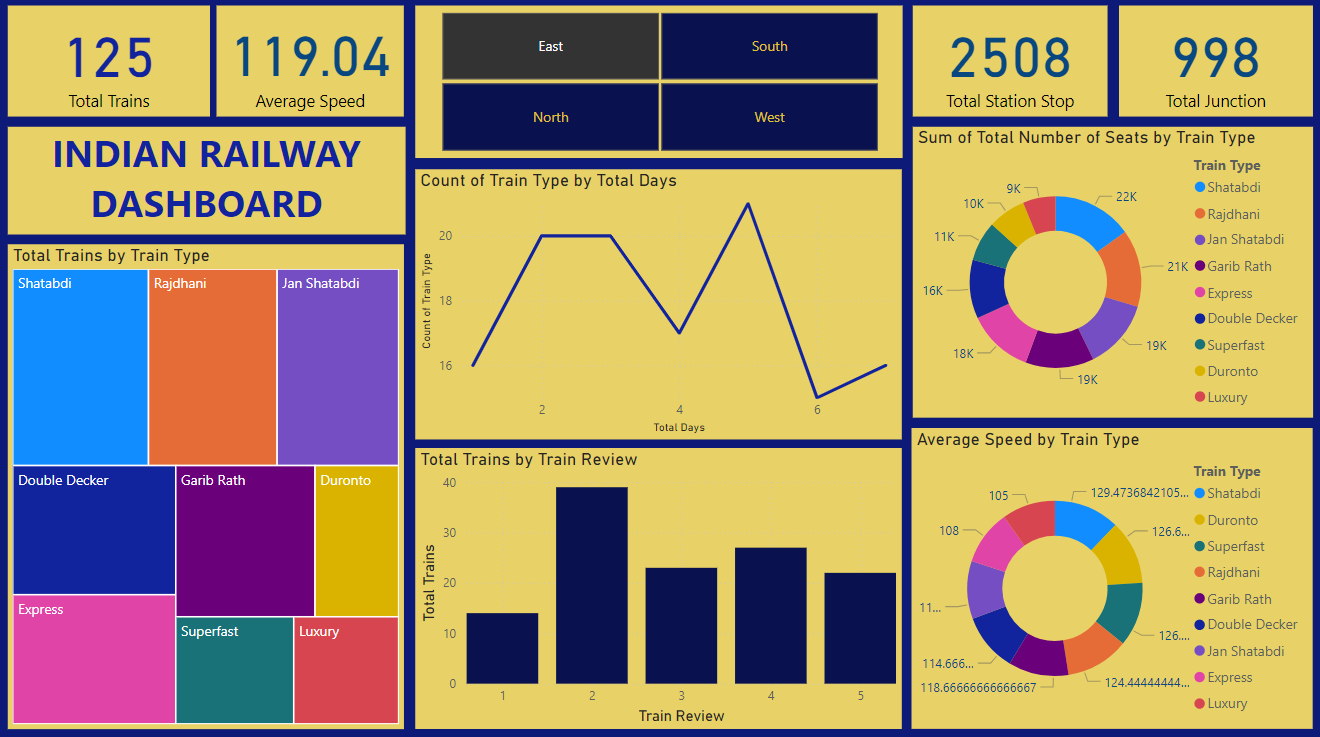 125
Total Trains
119.04
Average Speed
East
South
North
West
2508
Total Station Stop
998
Total Junction
INDIAN RAILWAY
DASHBOARD
Total Trains by Train Type
Shatabdi
Rajdhani
Jan Shatabdi
Double Decker
Garib Rath
Duronto
Express
Superfast
Luxury
Count of Train Type by Total Days
Count of Train Type
20
18
16
2
4
6
Total Days
Total Trains by Train Review
Total Trains
40
30
20
10
0
1
2
3
4
5
Train Review
Sum of Total Number of Seats by Train Type
9K
22K
10K
11K
21K
16K
19K
18K
19K
Train Type
Shatabdi
Rajdhani
Jan Shatabdi
Garib Rath
Express
Double Decker
Superfast
Duronto
Luxury
Average Speed by Train Type
105
129.4736842105...
108
126.6...
11...
126....
114.666...
124.44444444...
118.66666666666667
Train Type
Shatabdi
Duronto
Superfast
Rajdhani
Garib Rath
Double Decker
Jan Shatabdi
Express
Luxury